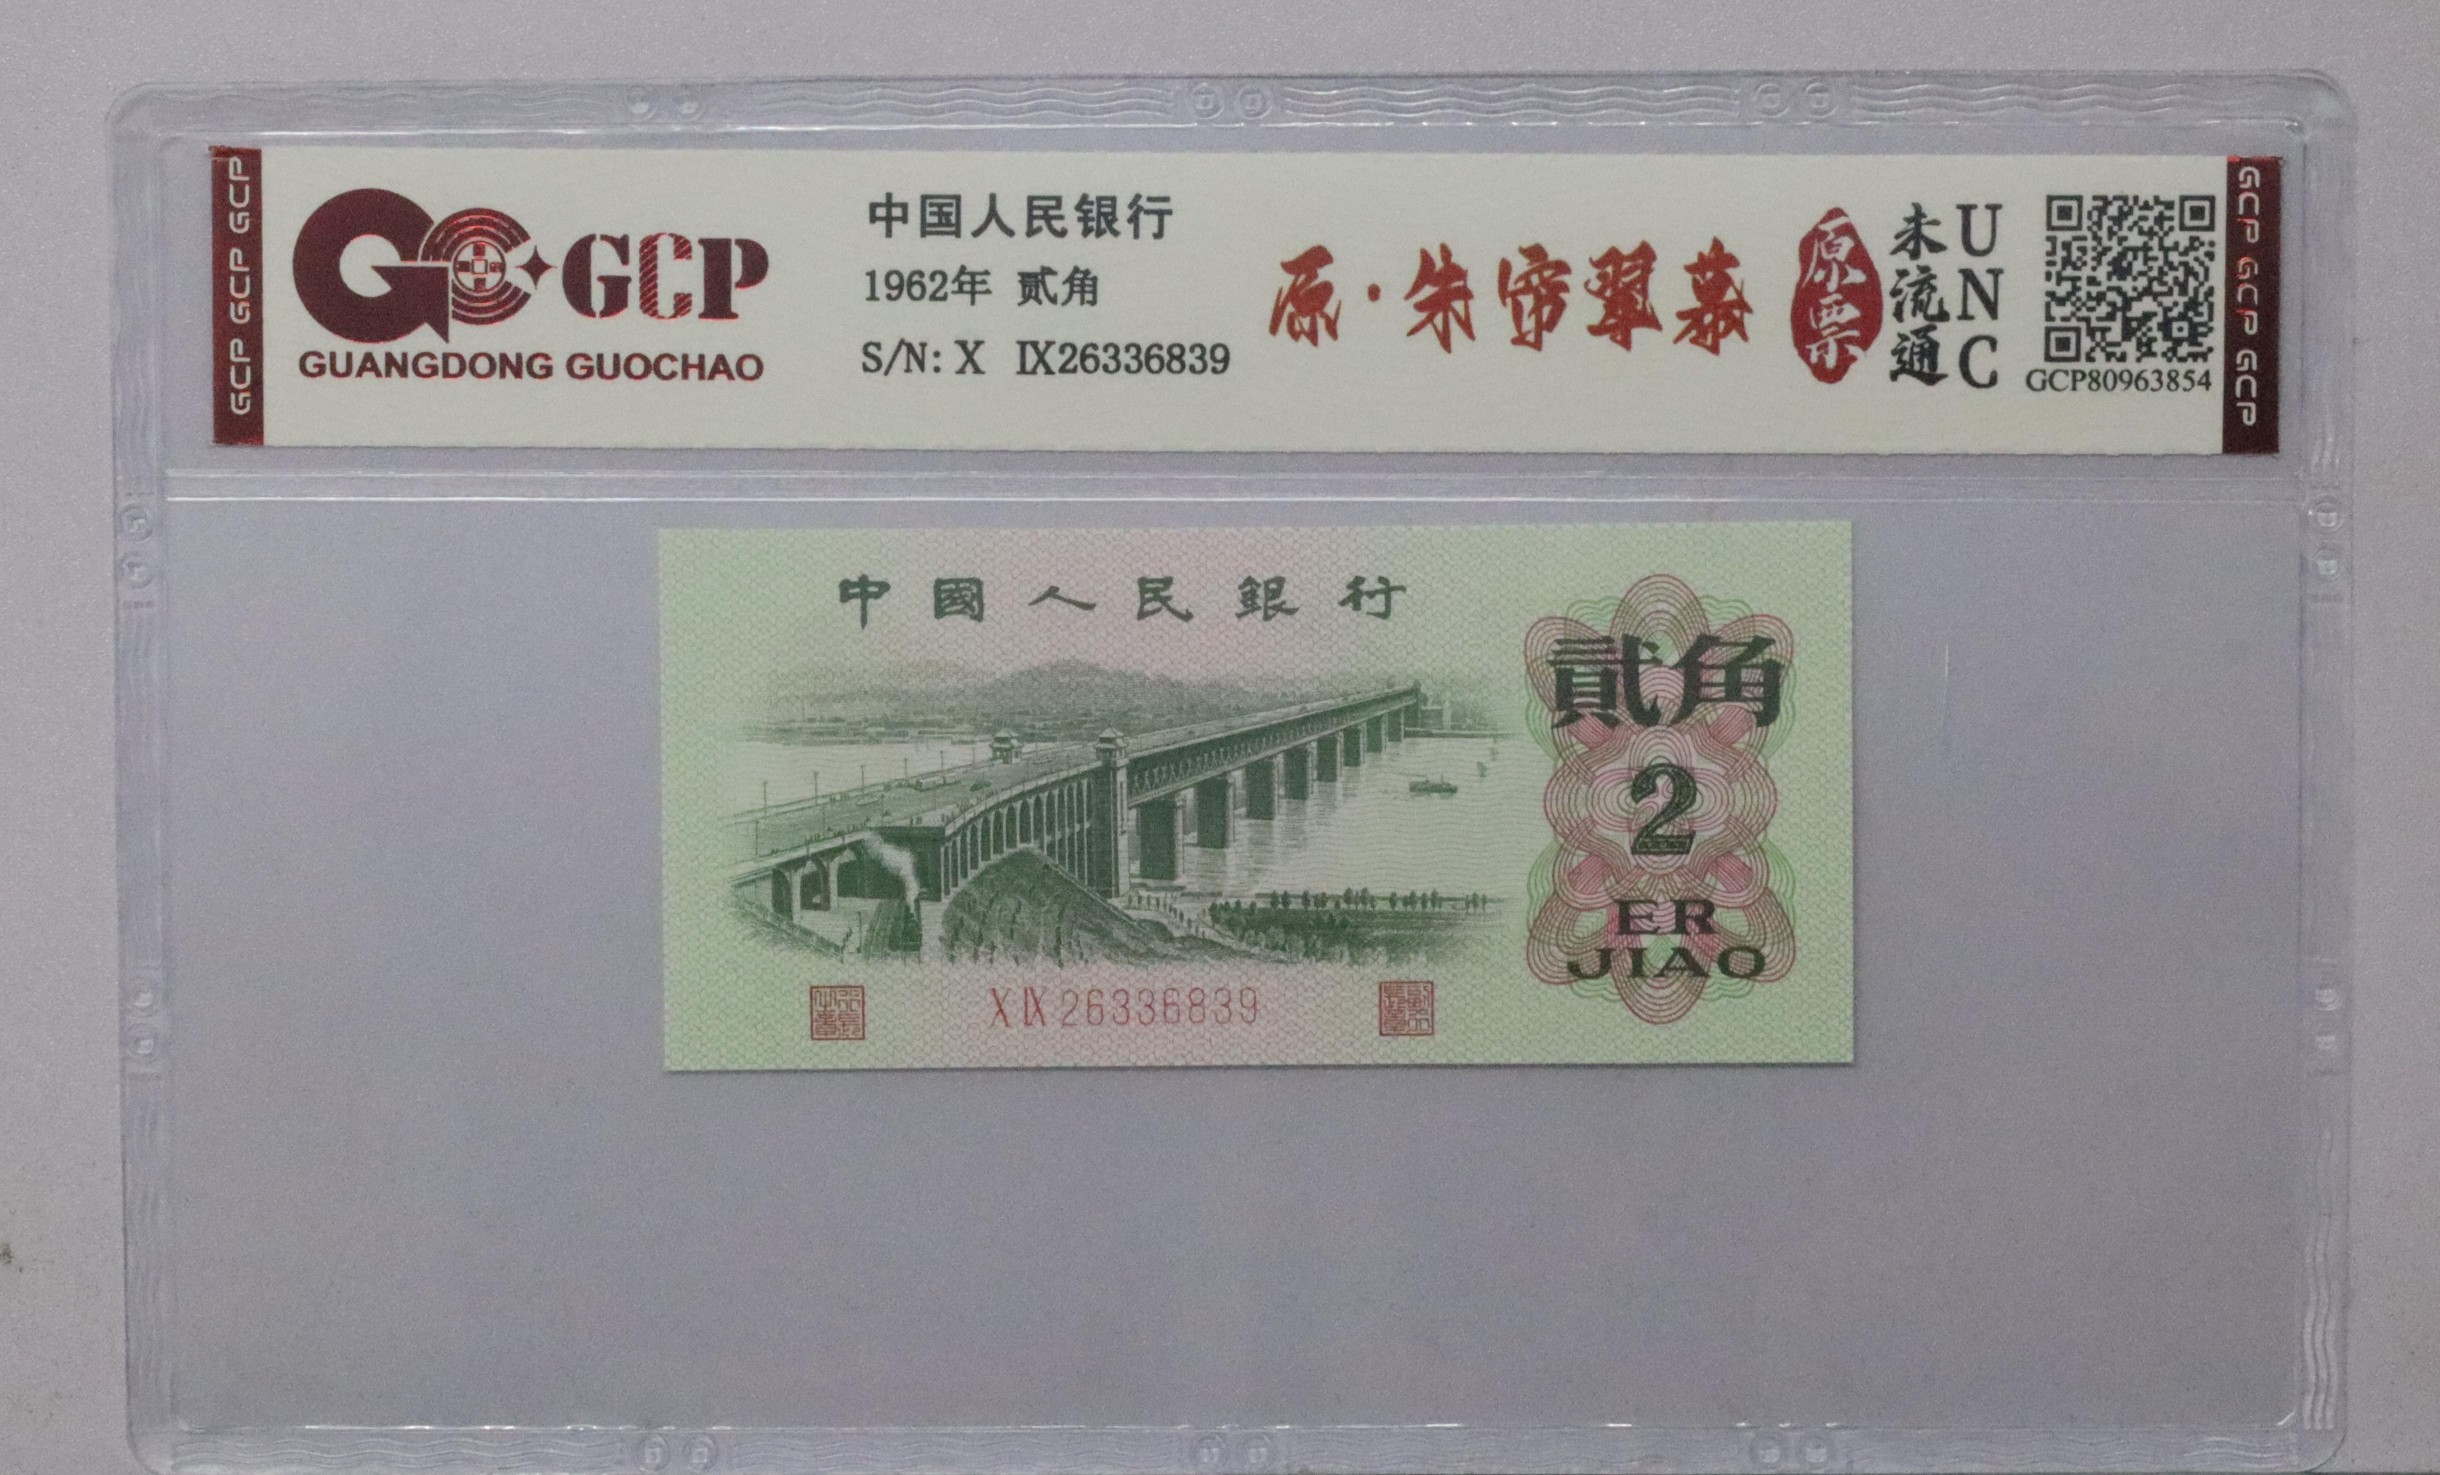 GCP GCP GCP
GCP
GUANGDONG GUOCHAO
中国人民银行
1962年 贰角
S/N: X IX26336839
原·朱帘翠幕
原票
未流通
UNC
GCP80963854
GCP GCP GCP
中國人民銀行
貳角
2
ER
JIAO
X IX 26336839